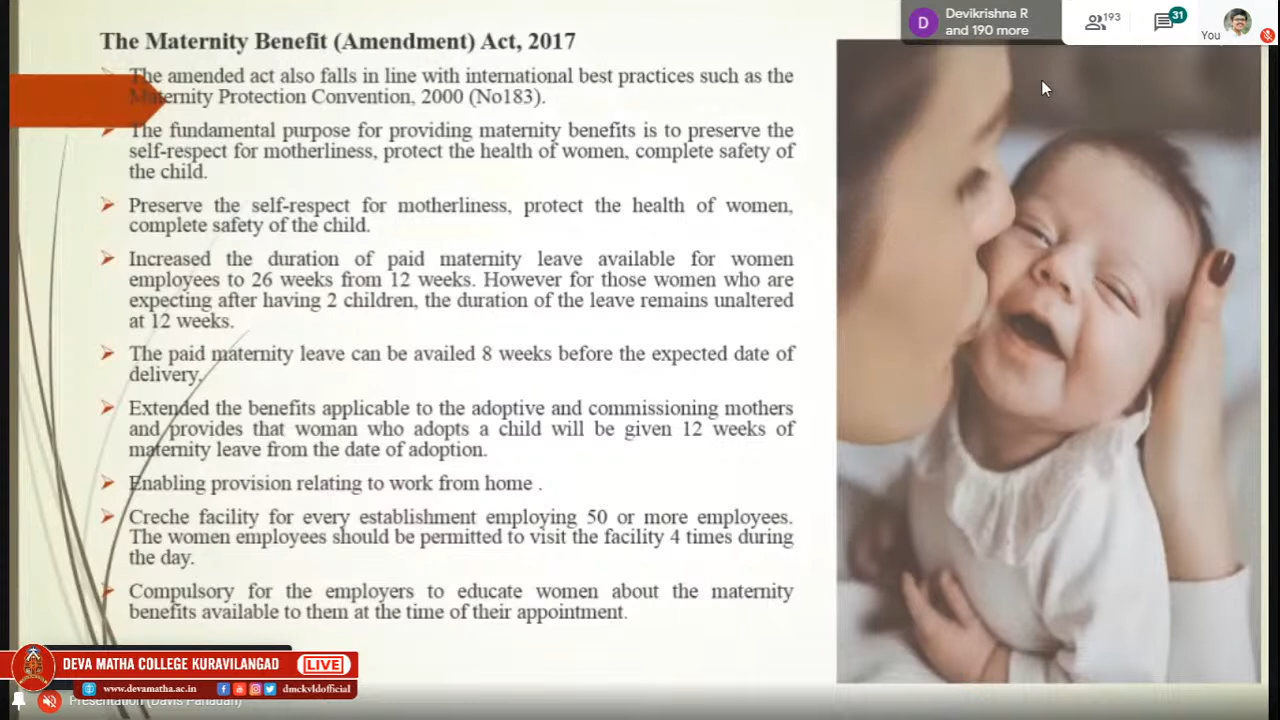 The Maternity Benefit (Amendment) Act, 2017
The amended act also falls in line with international best practices such as the
Maternity Protection Convention, 2000 (No183).
The fundamental purpose for providing maternity benefits is to preserve the
self-respect for motherliness, protect the health of women, complete safety of
the child.
Preserve the self-respect for motherliness, protect the health of women,
complete safety of the child.
Increased the duration of paid maternity leave available for women
employees to 26 weeks from 12 weeks. However for those women who are
expecting after having 2 children, the duration of the leave remains unaltered
at 12 weeks.
The paid maternity leave can be availed 8 weeks before the expected date of
delivery.
Extended the benefits applicable to the adoptive and commissioning mothers
and provides that woman who adopts a child will be given 12 weeks of
maternity leave from the date of adoption.
Enabling provision relating to work from home .
Creche facility for every establishment employing 50 or more employees.
The women employees should be permitted to visit the facility 4 times during
the day.
Compulsory for the employers to educate women about the maternity
benefits available to them at the time of their appointment.
D
Devikrishna R
and 190 more
193
31
You
DEVA MATHA COLLEGE KURAVILANGAD
LIVE
www.devamatha.ac.in
dmckvldofficial
Presentation (Davis Panadan)